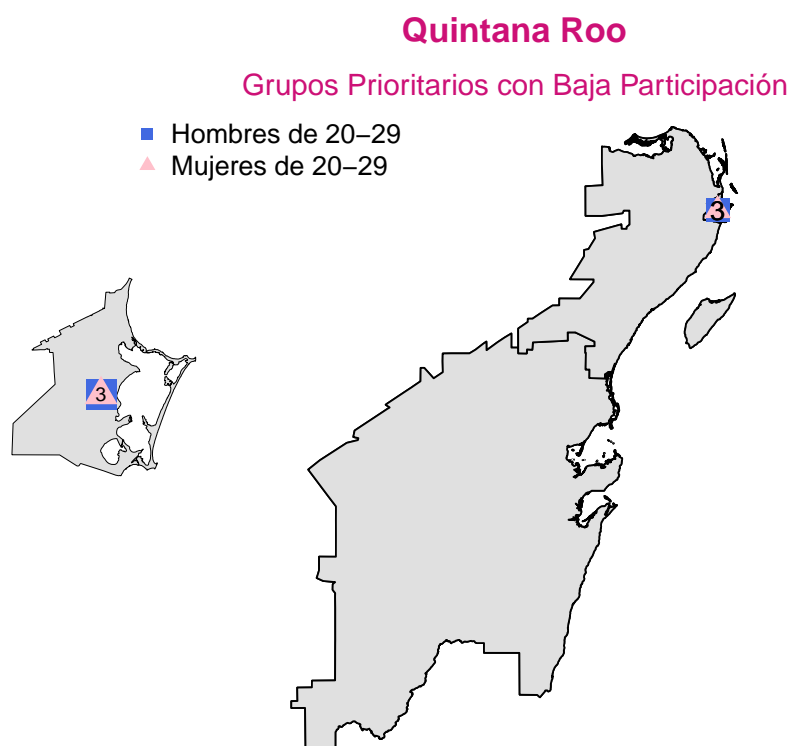 Quintana Roo
Grupos Prioritarios con Baja Participación
Hombres de 20−29
Mujeres de 20−29
3
3